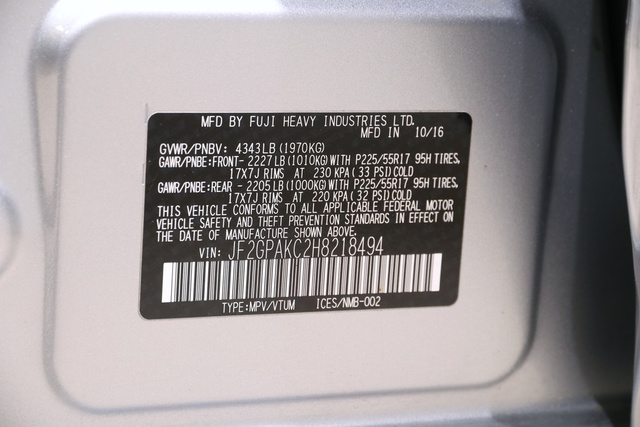 MFD BY FUJI HEAVY INDUSTRIES LTD.
MFD IN 10/16
GVWR/PNBV: 4343LB (1970KG)
GAWR/PNBE:FRONT- 2227LB(1010KG)WITH P225/55R17 95H TIRES.
17X7J RIMS AT 230 KPA (33 PSI) COLD
GAWR/PNBE:REAR - 2205LB(1000KG)WITH P225/55R17 95H TIRES.
17X7J RIMS AT 220 KPA (32 PSI) COLD
THIS VEHICLE CONFORMS TO ALL APPLICABLE FEDERAL MOTOR
VEHICLE SAFETY AND THEFT PREVENTION STANDARDS IN EFFECT ON
THE DATE OF MANUFACTURE SHOWN ABOVE.
VIN: JF2GPAKC2H8218494
TYPE:MPV/VTUM ICES/NMB-002